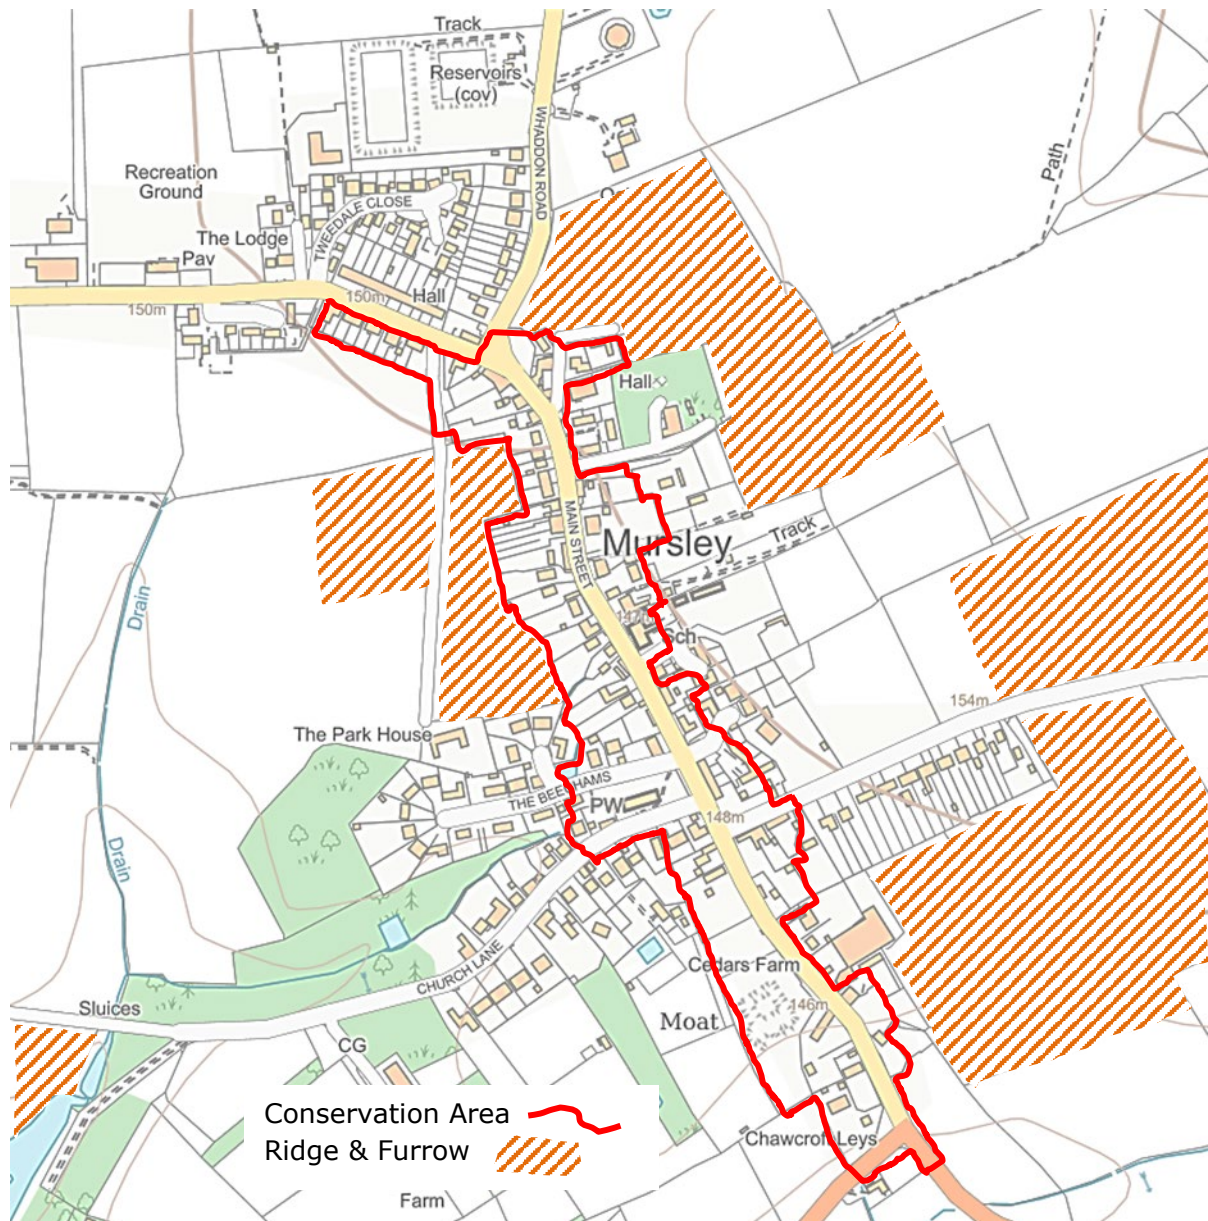 Track
Reservoirs
(cov)
WHADDON ROAD
Path
Recreation
Ground
TWEEDALE CLOSE
The Lodge
Pav
150m
Hall
150m
Hall
MAIN STREET
Mursley
Track
Drain
Sch
154m
The Park House
THE BEECHAMS
PW
148m
Drain
CHURCH LANE
Cedars Farm
Sluices
146m
Moat
CG
Conservation Area
Ridge & Furrow
Chawcroft Leys
Farm